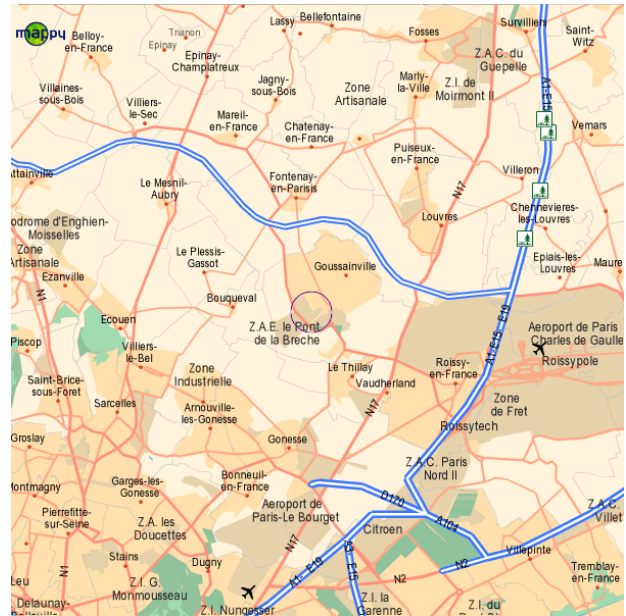 mappy
Belloy-
en-France
Trianon
Epinay
Epinay-
Champlatreux
Lassy
Bellefontaine
Fosses
Survilliers
Saint-
Witz
Z.A.C. du
Guepelle
Villaines-
sous-Bois
Villiers-
le-Sec
Jagny-
sous-Bois
Zone
Artisanale
Marly-
la-Ville
Z.I. de
Moirmont II
A1-E15
Mareil-
en-France
Chatenay-
en-France
Puiseux-
en-France
Vemars
Attainville
Le Mesnil-
Aubry
Fontenay-
en-Parisis
N17
Villeron
Louvres
Chennevieres-
les-Louvres
odrome d'Enghien-
Moisselles
Zone
Artisanale
Ezanville
N1
Le Plessis-
Gassot
Goussainville
Epiais-les-
Louvres
Maure
Bouqueval
Z.A.E. le Pont
de la Breche
A1-E15 E19
Aeroport de Paris
Charles de Gaulle
Roissypole
Ecouen
Piscop
Villiers-
le-Bel
Le Thillay
Vaudherland
Roissy-
en-France
Zone
de Fret
Saint-Brice-
sous-Foret
Zone
Industrielle
Sarcelles
Arnouville-
les-Gonesse
N17
Roissytech
Groslay
Gonesse
Z.A.C. Paris
Nord II
Montmagny
Garges-les-
Gonesse
Bonneuil-
en-France
D170
Z.A.C.
Villet
Pierrefitte-
sur-Seine
Z.A. les
Doucettes
Aeroport de
Paris-Le Bourget
Citroen
A104
N17
Stains
Dugny
A1- E19
A3- E15
N2
N2
Villepinte
Tremblay-
en-France
Leu
N1
Z.I. G.
Monmousseau
Delaunay-
Z.I. Nungesser
Z.I. la
Garenne
Z.I. du